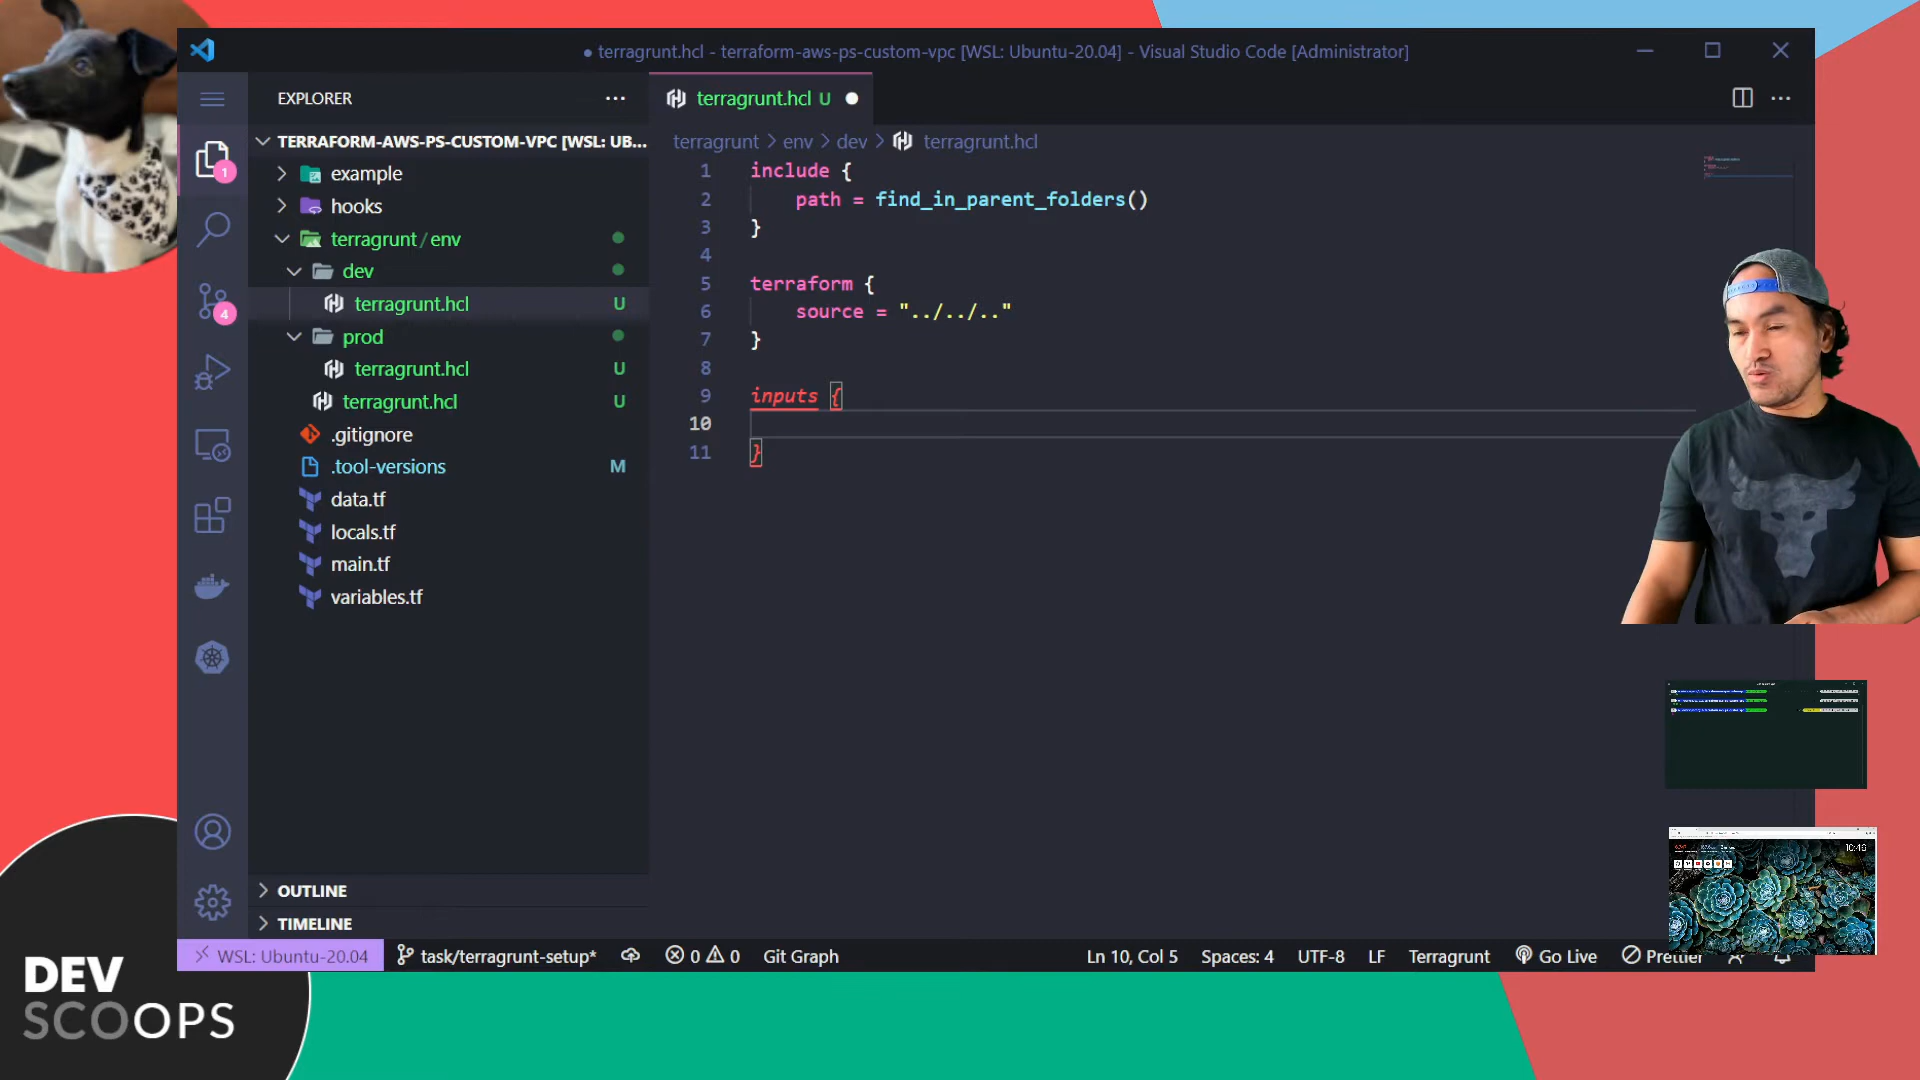 ● terragrunt.hcl - terraform-aws-ps-custom-vpc [WSL: Ubuntu-20.04] - Visual Studio Code [Administrator]
EXPLORER
TERRAFORM-AWS-PS-CUSTOM-VPC [WSL: UB...
example
hooks
terragrunt / env
dev
terragrunt.hcl U
prod
terragrunt.hcl U
terragrunt.hcl U
.gitignore
.tool-versions M
data.tf
locals.tf
main.tf
variables.tf
OUTLINE
TIMELINE
1
4
terragrunt.hcl U
terragrunt > env > dev > terragrunt.hcl
1 include {
2 path = find_in_parent_folders()
3 }
4
5 terraform {
6 source = "../../.."
7 }
8
9 inputs {
10
11 }
10:46
WSL: Ubuntu-20.04 task/terragrunt-setup* 0 0 Git Graph Ln 10, Col 5 Spaces: 4 UTF-8 LF Terragrunt Go Live Prettier
DEV
SCOOPS